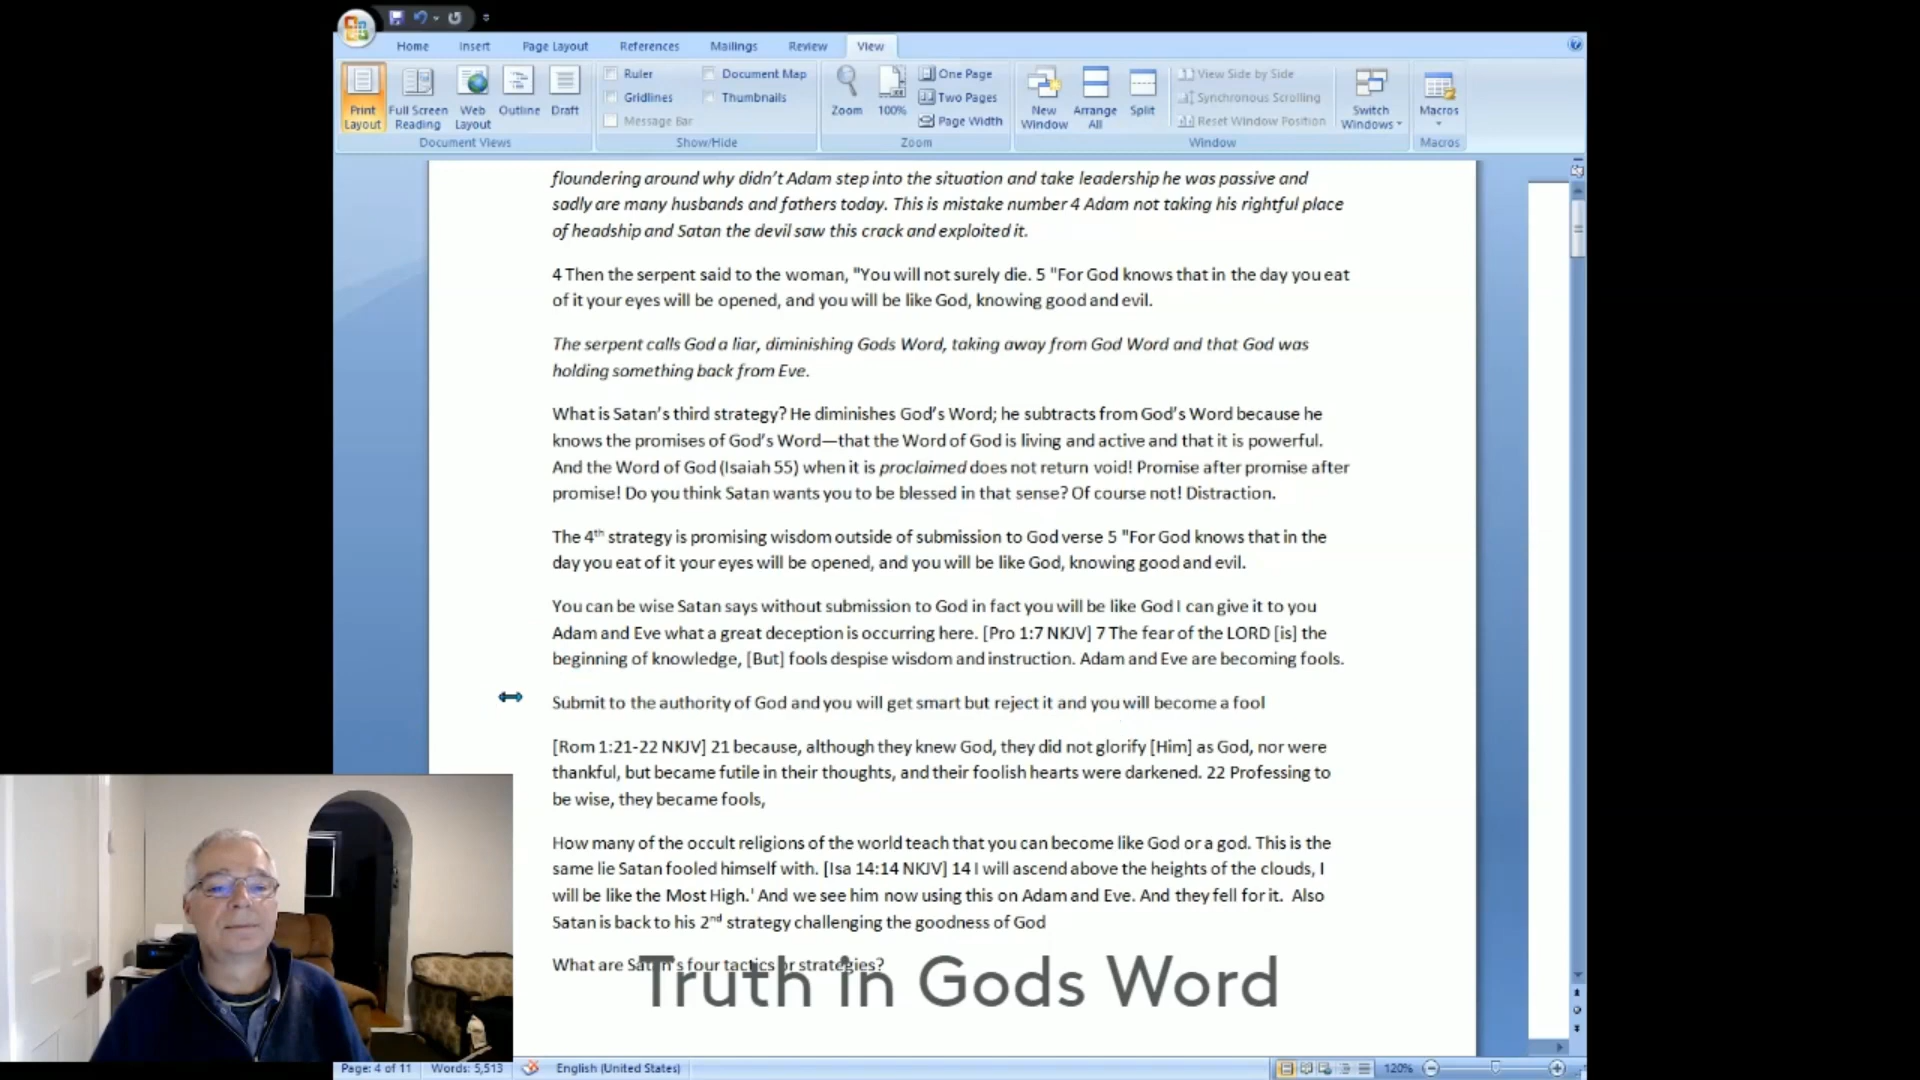 Home Insert Page Layout References Mailings Review View
Ruler Document Map One Page View Side by Side
Gridlines Thumbnails Two Pages Synchronous Scrolling
Message Bar Page Width Reset Window Position
Print Layout Full Screen Reading Web Layout Outline Draft Zoom 100% New Window Arrange All Split Switch Windows Macros
Document Views Show/Hide Zoom Window Macros
floundering around why didn't Adam step into the situation and take leadership he was passive and
sadly are many husbands and fathers today. This is mistake number 4 Adam not taking his rightful place
of headship and Satan the devil saw this crack and exploited it.
4 Then the serpent said to the woman, "You will not surely die. 5 "For God knows that in the day you eat
of it your eyes will be opened, and you will be like God, knowing good and evil.
The serpent calls God a liar, diminishing Gods Word, taking away from God Word and that God was
holding something back from Eve.
What is Satan's third strategy? He diminishes God's Word; he subtracts from God's Word because he
knows the promises of God's Word—that the Word of God is living and active and that it is powerful.
And the Word of God (Isaiah 55) when it is proclaimed does not return void! Promise after promise after
promise! Do you think Satan wants you to be blessed in that sense? Of course not! Distraction.
The 4th strategy is promising wisdom outside of submission to God verse 5 "For God knows that in the
day you eat of it your eyes will be opened, and you will be like God, knowing good and evil.
You can be wise Satan says without submission to God in fact you will be like God I can give it to you
Adam and Eve what a great deception is occurring here. [Pro 1:7 NKJV] 7 The fear of the LORD [is] the
beginning of knowledge, [But] fools despise wisdom and instruction. Adam and Eve are becoming fools.
Submit to the authority of God and you will get smart but reject it and you will become a fool
[Rom 1:21-22 NKJV] 21 because, although they knew God, they did not glorify [Him] as God, nor were
thankful, but became futile in their thoughts, and their foolish hearts were darkened. 22 Professing to
be wise, they became fools,
How many of the occult religions of the world teach that you can become like God or a god. This is the
same lie Satan fooled himself with. [Isa 14:14 NKJV] 14 I will ascend above the heights of the clouds, I
will be like the Most High.' And we see him now using this on Adam and Eve. And they fell for it. Also
Satan is back to his 2nd strategy challenging the goodness of God
What are Satan's four tactics or strategies?
Truth in Gods Word
Page: 4 of 11 Words: 5,513 English (United States) 120%